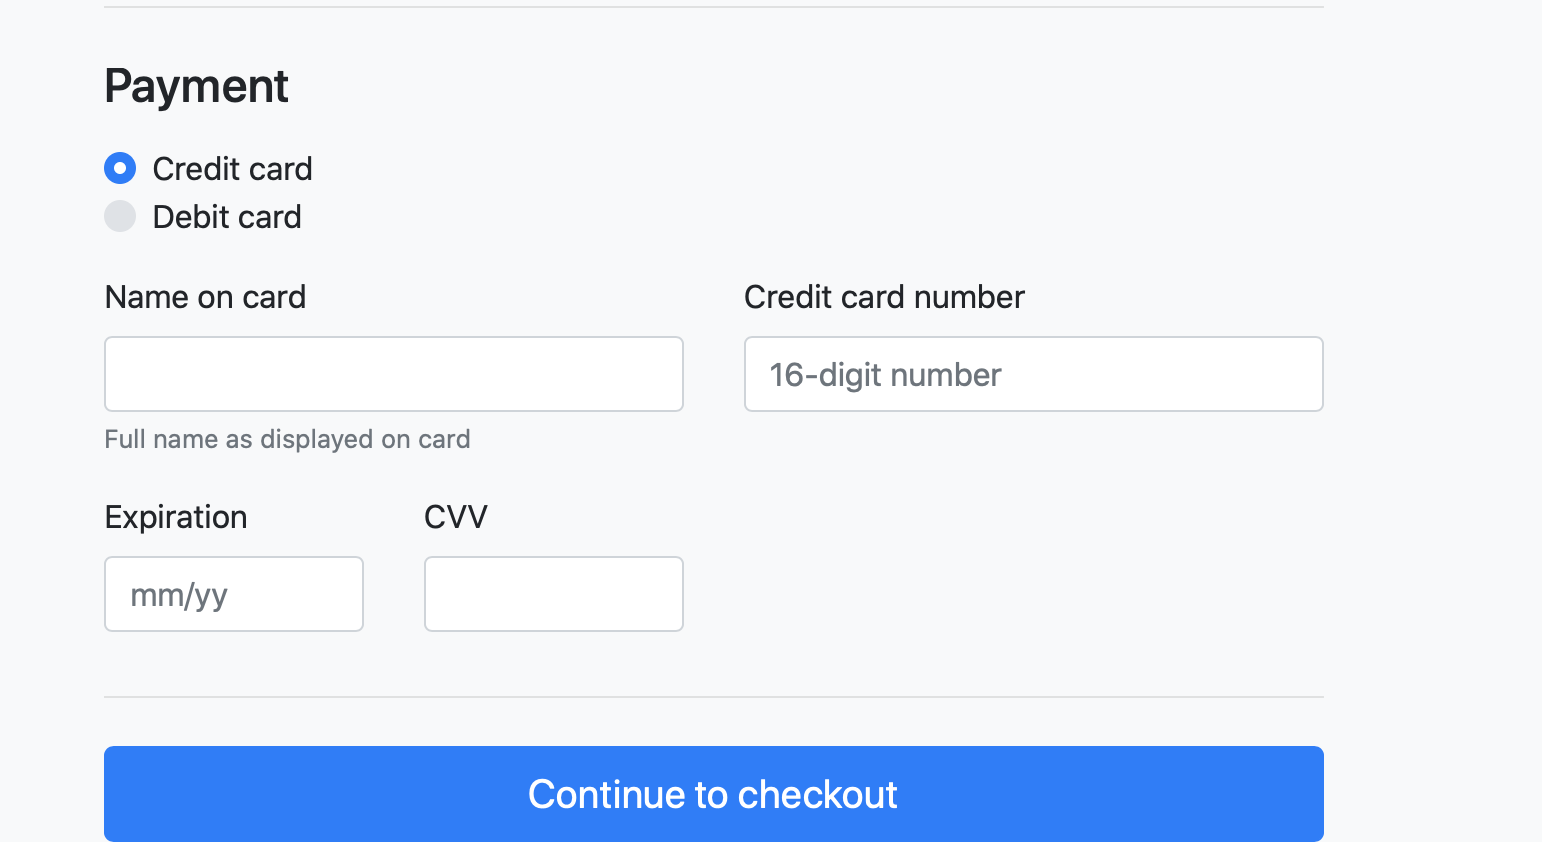 Payment
Credit card
Debit card
Name on card
Credit card number
16-digit number
Full name as displayed on card
Expiration
CVV
mm/yy
Continue to checkout